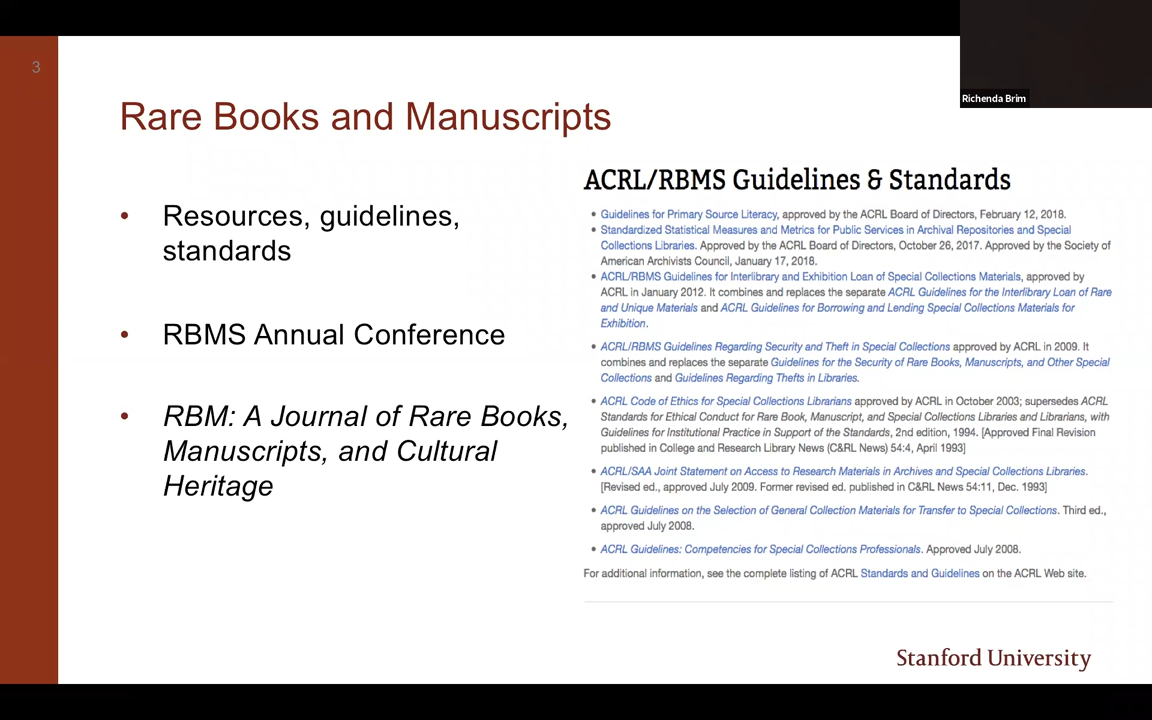 3
Richenda Brim
Rare Books and Manuscripts
• Resources, guidelines,
standards
• RBMS Annual Conference
• RBM: A Journal of Rare Books,
Manuscripts, and Cultural
Heritage
ACRL/RBMS Guidelines & Standards
• Guidelines for Primary Source Literacy, approved by the ACRL Board of Directors, February 12, 2018.
• Standardized Statistical Measures and Metrics for Public Services in Archival Repositories and Special
Collections Libraries. Approved by the ACRL Board of Directors, October 26, 2017. Approved by the Society of
American Archivists Council, January 17, 2018.
• ACRL/RBMS Guidelines for Interlibrary and Exhibition Loan of Special Collections Materials, approved by
ACRL in January 2012. It combines and replaces the separate ACRL Guidelines for the Interlibrary Loan of Rare
and Unique Materials and ACRL Guidelines for Borrowing and Lending Special Collections Materials for
Exhibition.
• ACRL/RBMS Guidelines Regarding Security and Theft in Special Collections approved by ACRL in 2009. It
combines and replaces the separate Guidelines for the Security of Rare Books, Manuscripts, and Other Special
Collections and Guidelines Regarding Thefts in Libraries.
• ACRL Code of Ethics for Special Collections Librarians approved by ACRL in October 2003; supersedes ACRL
Standards for Ethical Conduct for Rare Book, Manuscript, and Special Collections Libraries and Librarians, with
Guidelines for Institutional Practice in Support of the Standards, 2nd edition, 1994. [Approved Final Revision
published in College and Research Library News (C&RL News) 54:4, April 1993]
• ACRL/SAA Joint Statement on Access to Research Materials in Archives and Special Collections Libraries.
[Revised ed., approved July 2009. Former revised ed. published in C&RL News 54:11, Dec. 1993]
• ACRL Guidelines on the Selection of General Collection Materials for Transfer to Special Collections. Third ed.,
approved July 2008.
• ACRL Guidelines: Competencies for Special Collections Professionals. Approved July 2008.
For additional information, see the complete listing of ACRL Standards and Guidelines on the ACRL Web site.
Stanford University